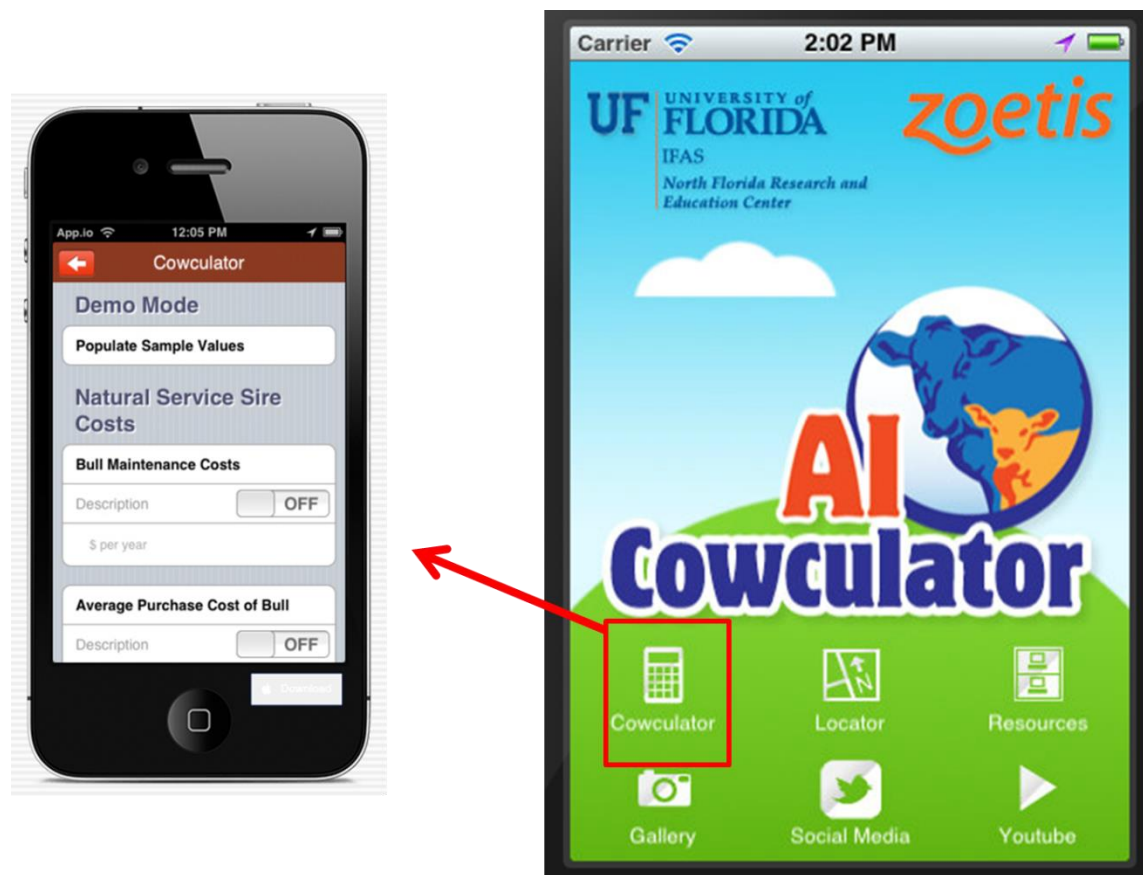 App.io
12:05 PM
Cowculator
Demo Mode
Populate Sample Values
Natural Service Sire
Costs
Bull Maintenance Costs
Description
OFF
$ per year
Average Purchase Cost of Bull
Description
OFF
Download
Carrier
2:02 PM
UF
UNIVERSITY of
FLORIDA
IFAS
North Florida Research and
Education Center
zoetis
AI
Cowculator
Cowculator
Locator
Resources
Gallery
Social Media
Youtube
N